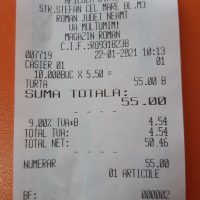 STR.STEFAN CEL MARE BL.M3
ROMAN JUDET NEAMT
VA MULTUMIM!
MAGAZIN ROMAN
C.I.F.:RO9318238
007719 22-01-2021 10:13
CASIER 01 01
10.000BUC X 5.50 =
TURTA 55.00 B
SUMA TOTALA:
55.00
9.00% TVA*B 4.54
TOTAL TVA: 4.54
TOTAL NET: 50.46
NUMERAR 55.00
01 ARTICOLE
BF: 000002